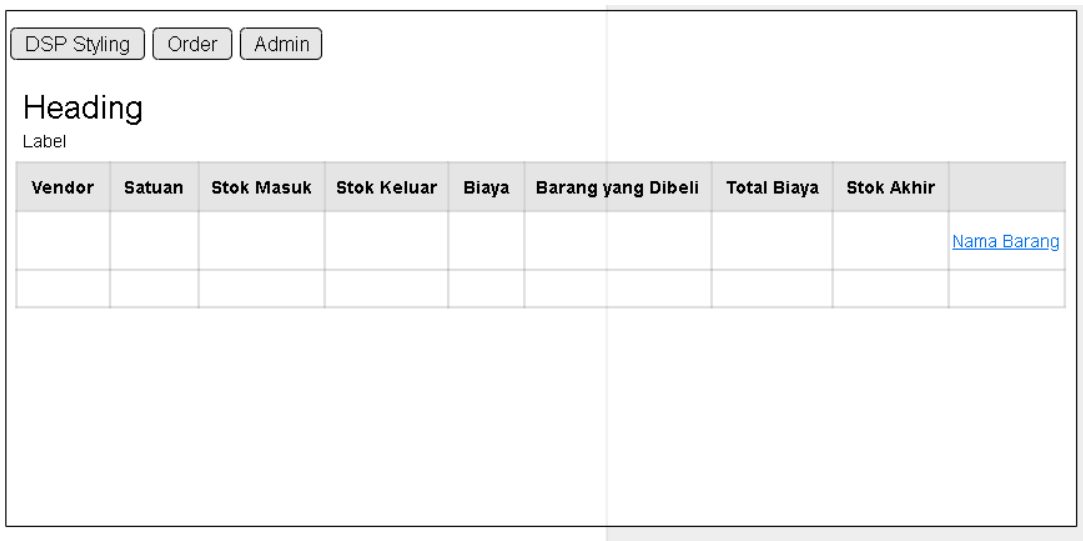 DSP Styling Order Admin
Heading
Label
Vendor Satuan Stok Masuk Stok Keluar Biaya Barang yang Dibeli Total Biaya Stok Akhir
Nama Barang